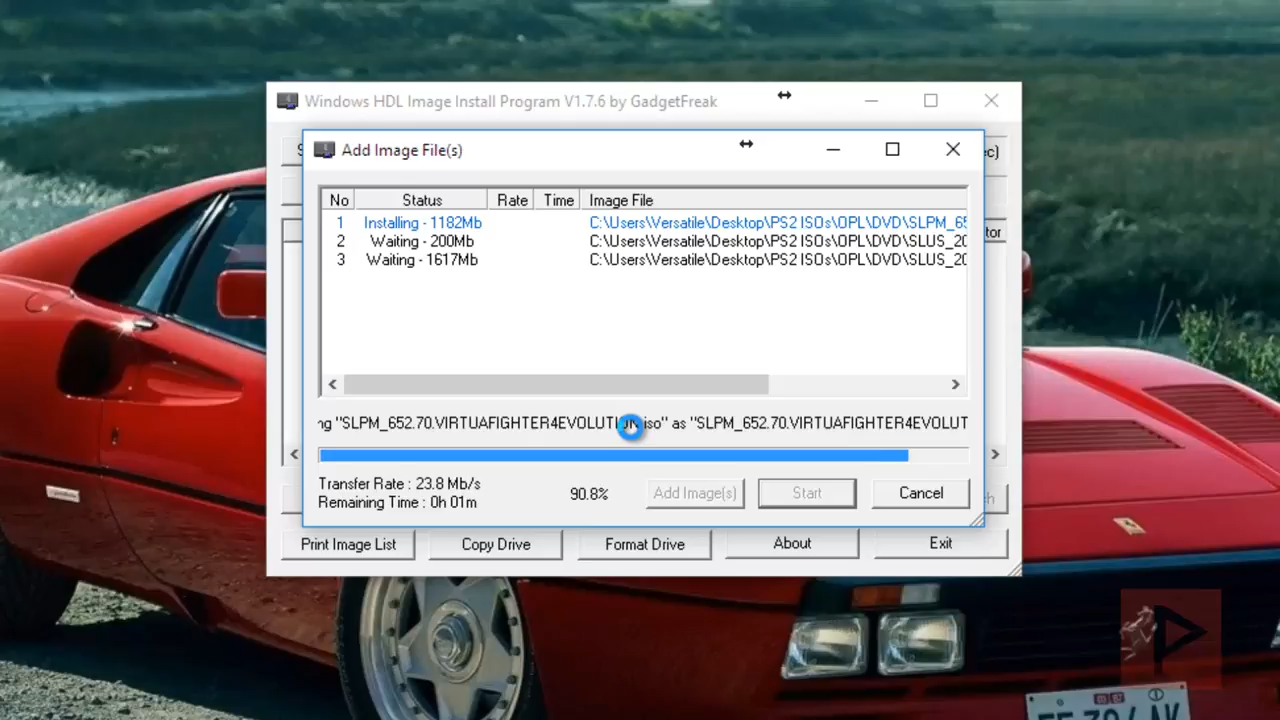 Windows HDL Image Install Program V1.7.6 by GadgetFreak
Add Image File(s)
No Status Rate Time Image File
1 Installing - 1182Mb C:\Users\Versatile\Desktop\PS2 ISOs\OPL\DVD\SLPM_65
2 Waiting - 200Mb C:\Users\Versatile\Desktop\PS2 ISOs\OPL\DVD\SLUS_20
3 Waiting - 1617Mb C:\Users\Versatile\Desktop\PS2 ISOs\OPL\DVD\SLUS_20
ng "SLPM_652.70.VIRTUAFIGHTER4EVOLUTION.iso" as "SLPM_652.70.VIRTUAFIGHTER4EVOLUT
Transfer Rate : 23.8 Mb/s
Remaining Time : 0h 01m
90.8%
Add Image(s)
Start
Cancel
Print Image List
Copy Drive
Format Drive
About
Exit